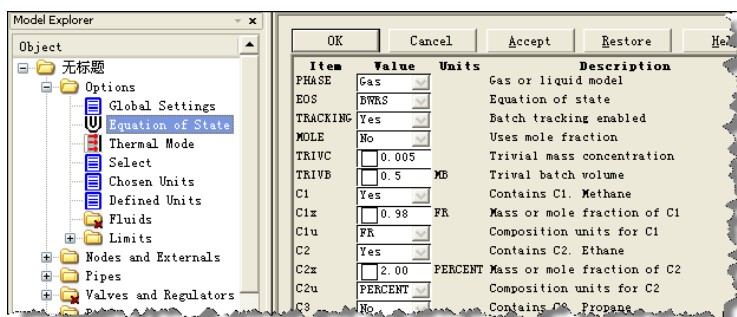 Model Explorer
Object
无标题
Options
Global Settings
Equation of State
Thermal Mode
Select
Chosen Units
Defined Units
Fluids
Limits
Nodes and Externals
Pipes
Valves and Regulators
OK Cancel Accept Restore
Item Value Units Description
PHASE Gas Gas or liquid model
EOS BWRS Equation of state
TRACKING Yes Batch tracking enabled
MOLE No Uses mole fraction
TRIVC 0.005 Trivial mass concentration
TRIVB 0.5 MB Trival batch volume
C1 Yes Contains C1. Methane
C1x 0.98 FR Mass or mole fraction of C1
C1u FR Composition units for C1
C2 Yes Contains C2. Ethane
C2x 2.00 PERCENT Mass or mole fraction of C2
C2u PERCENT Composition units for C2
C3 No Contains C3. Propane